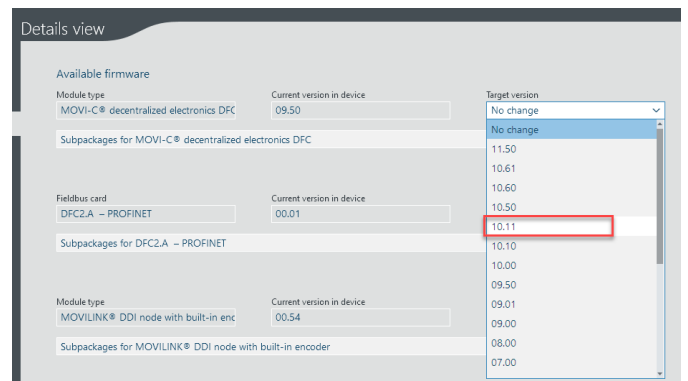 Details view
Available firmware
Module type Current version in device Target version
MOVI-C® decentralized electronics DFC 09.50 No change
No change
Subpackages for MOVI-C® decentralized electronics DFC
11.50
10.61
10.60
10.50
Fieldbus card Current version in device
DFC2.A – PROFINET 00.01
10.11
Subpackages for DFC2.A – PROFINET
10.10
10.00
09.50
Module type Current version in device
09.01
MOVILINK® DDI node with built-in enc 00.54
09.00
Subpackages for MOVILINK® DDI node with built-in encoder
08.00
07.00